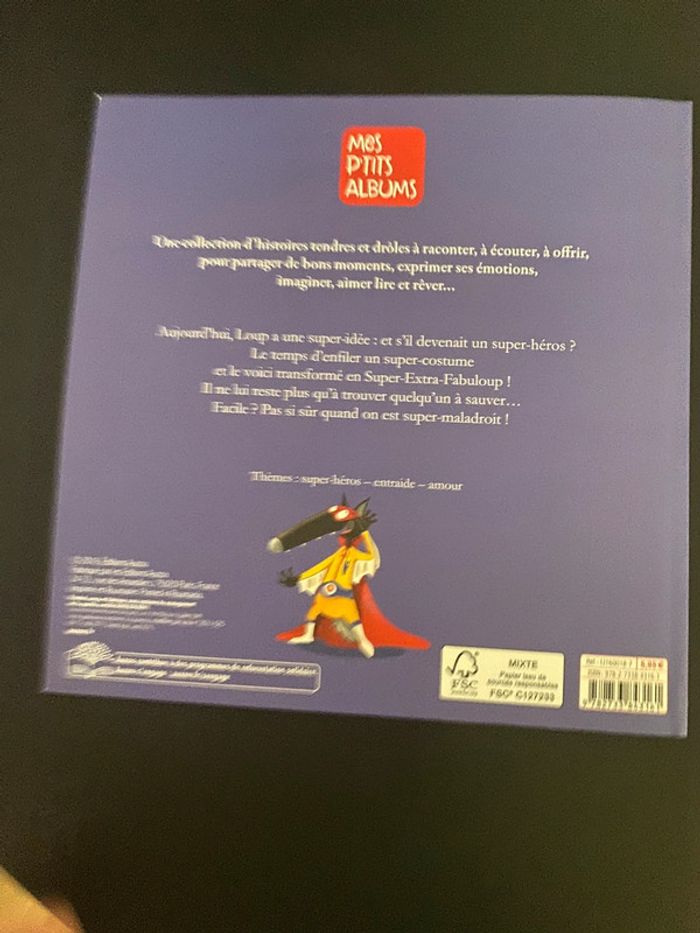 MES
P'TITS
ALBUMS
Une collection d'histoires tendres et drôles à raconter, à écouter, à offrir,
pour partager de bons moments, exprimer ses émotions,
imaginer, aimer lire et rêver...
Aujourd'hui, Loup a une super-idée : et s'il devenait un super-héros ?
Le temps d'enfiler un super-costume
et le voici transformé en Super-Extra-Fabuloup !
Il ne lui reste plus qu'à trouver quelqu'un à sauver...
Facile ? Pas si sûr quand on est super-maladroit !
Thèmes : super-héros – entraide – amour
75020 Paris, France
FSC
MIXTE
Papier issu de
sources responsables
FSC® C127233